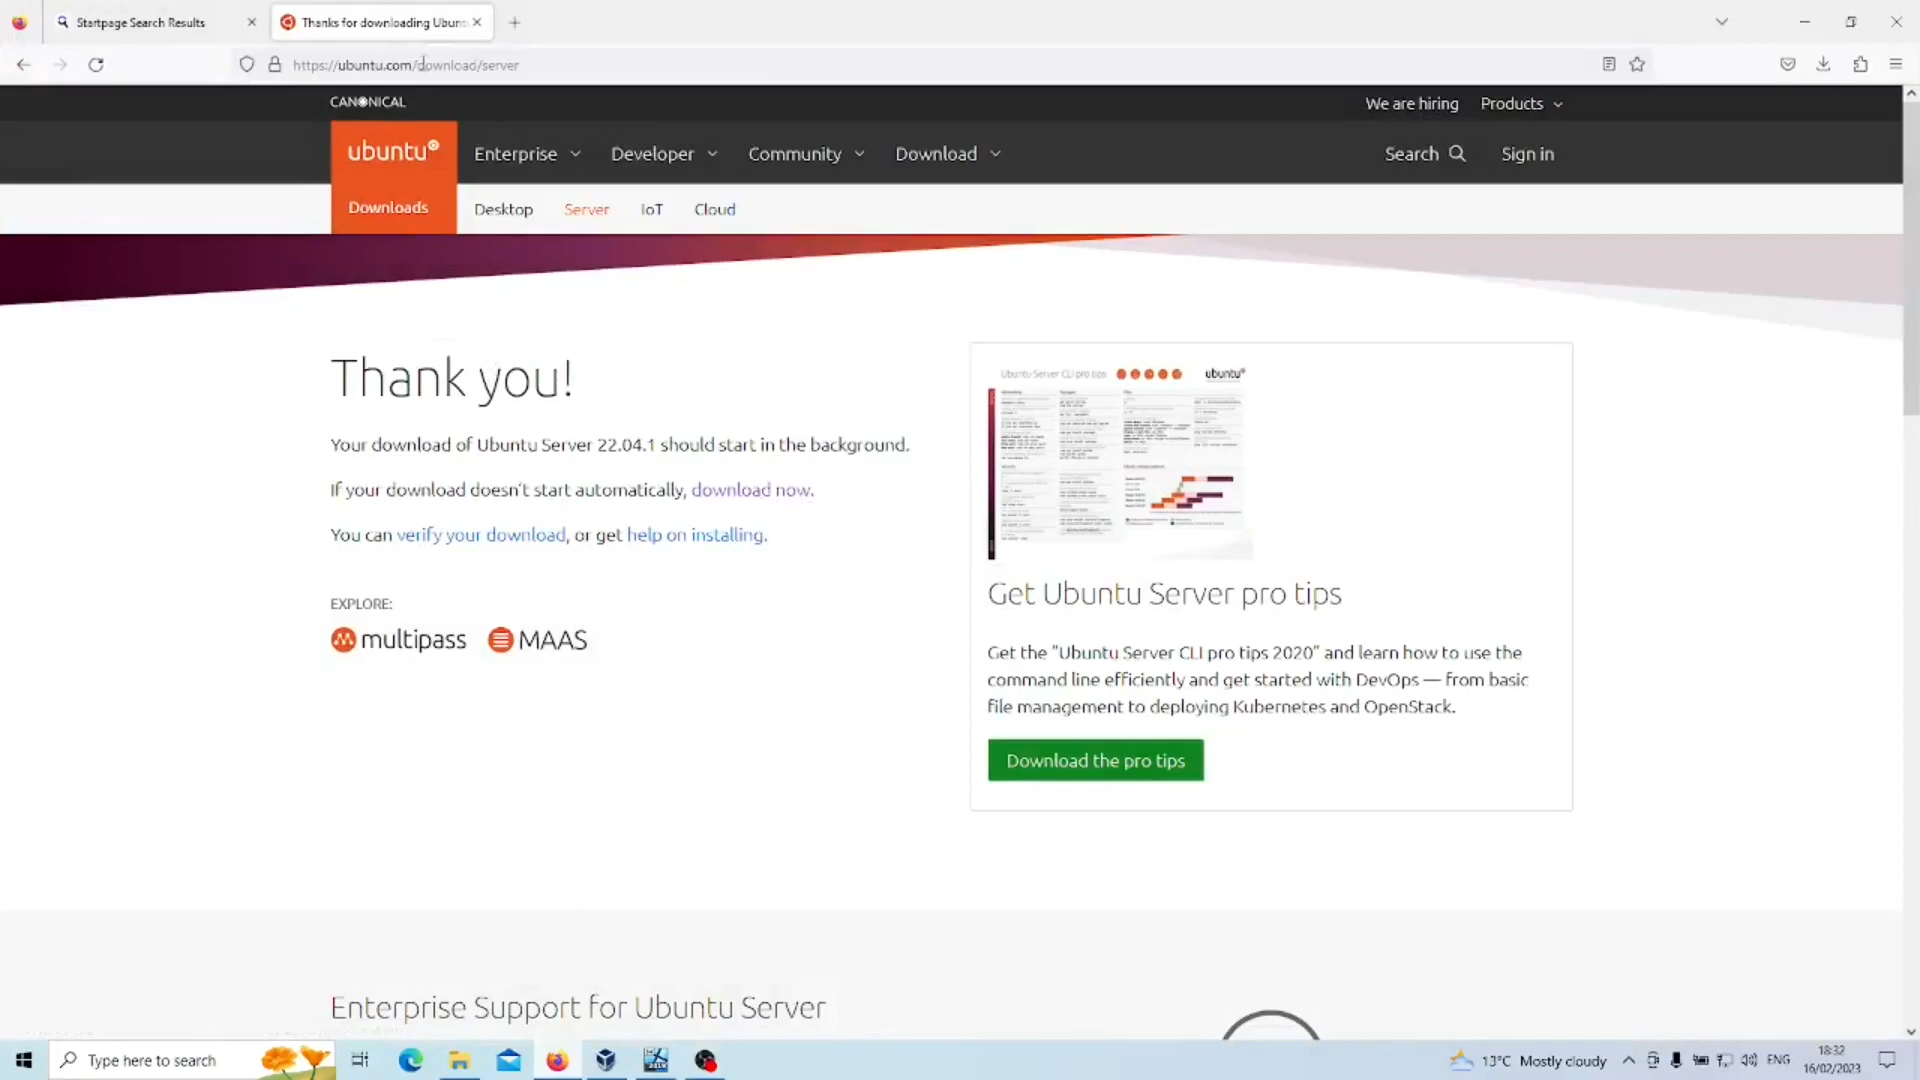 Startpage Search Results
Thanks for downloading Ubunt
https://ubuntu.com/download/server
CANONICAL
We are hiring
Products
ubuntu®
Enterprise
Developer
Community
Download
Search
Sign in
Downloads
Desktop
Server
IoT
Cloud
Thank you!
Your download of Ubuntu Server 22.04.1 should start in the background.
If your download doesn't start automatically, download now.
You can verify your download, or get help on installing.
EXPLORE:
multipass
MAAS
Ubuntu Server CLI pro tips
ubuntu®
Get Ubuntu Server pro tips
Get the "Ubuntu Server CLI pro tips 2020" and learn how to use the
command line efficiently and get started with DevOps — from basic
file management to deploying Kubernetes and OpenStack.
Download the pro tips
Enterprise Support for Ubuntu Server
Type here to search
13°C Mostly cloudy
ENG
18:32
16/02/2023